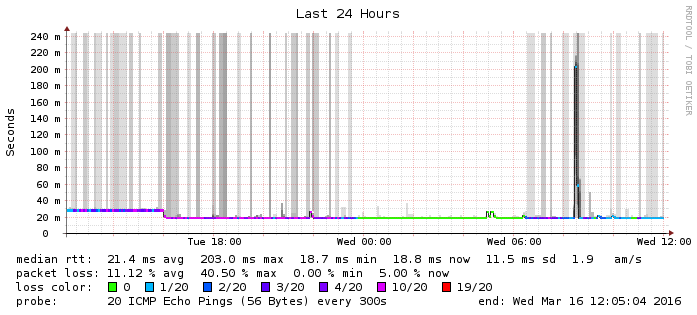 Last 24 Hours
RRDTOOL / TOBI OETIKER
Seconds
240 m
220 m
200 m
180 m
160 m
140 m
120 m
100 m
80 m
60 m
40 m
20 m
0
Tue 18:00 Wed 00:00 Wed 06:00 Wed 12:00
median rtt: 21.4 ms avg 203.0 ms max 18.7 ms min 18.8 ms now 11.5 ms sd 1.9 am/s
packet loss: 11.12 % avg 40.50 % max 0.00 % min 5.00 % now
loss color: 0 1/20 2/20 3/20 4/20 10/20 19/20
probe: 20 ICMP Echo Pings (56 Bytes) every 300s end: Wed Mar 16 12:05:04 2016